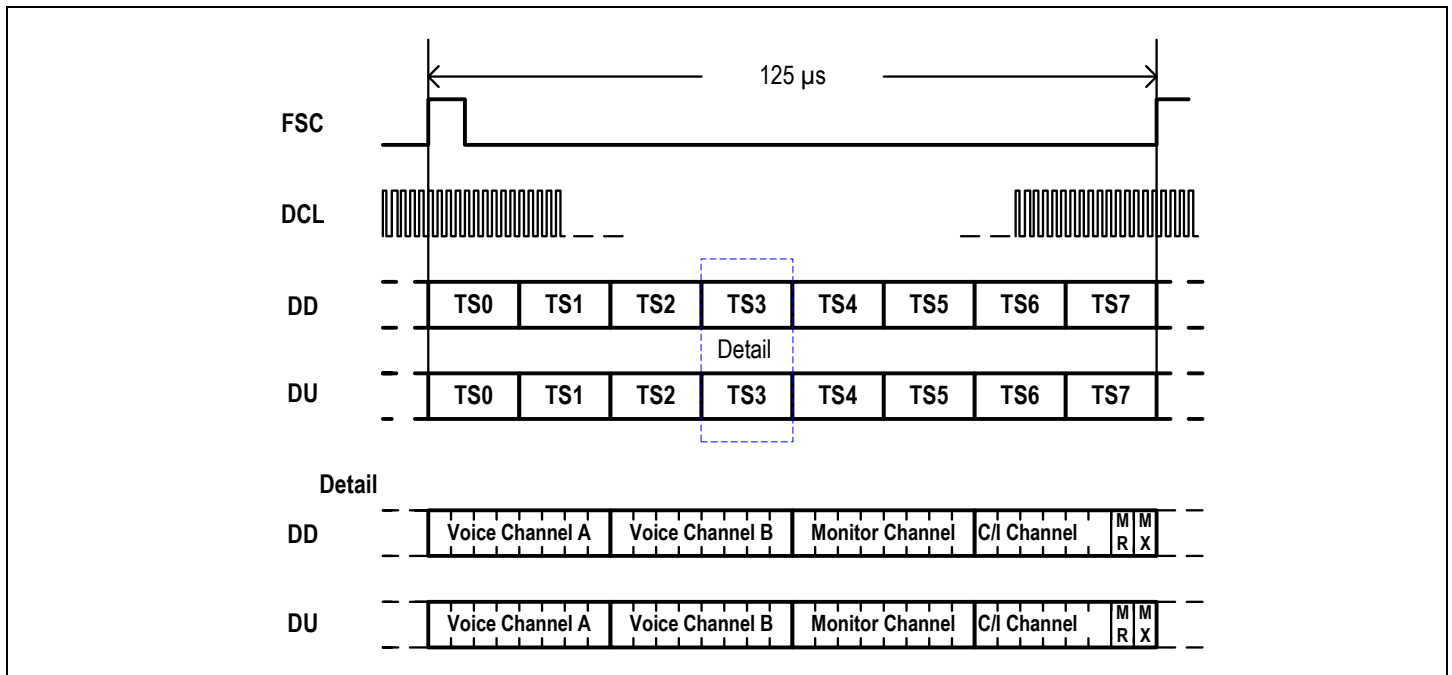 125 µs
FSC
DCL
DD TS0 TS1 TS2 TS3 TS4 TS5 TS6 TS7
Detail
DU TS0 TS1 TS2 TS3 TS4 TS5 TS6 TS7
Detail
DD Voice Channel A Voice Channel B Monitor Channel C/I Channel M R M X
DU Voice Channel A Voice Channel B Monitor Channel C/I Channel M R M X